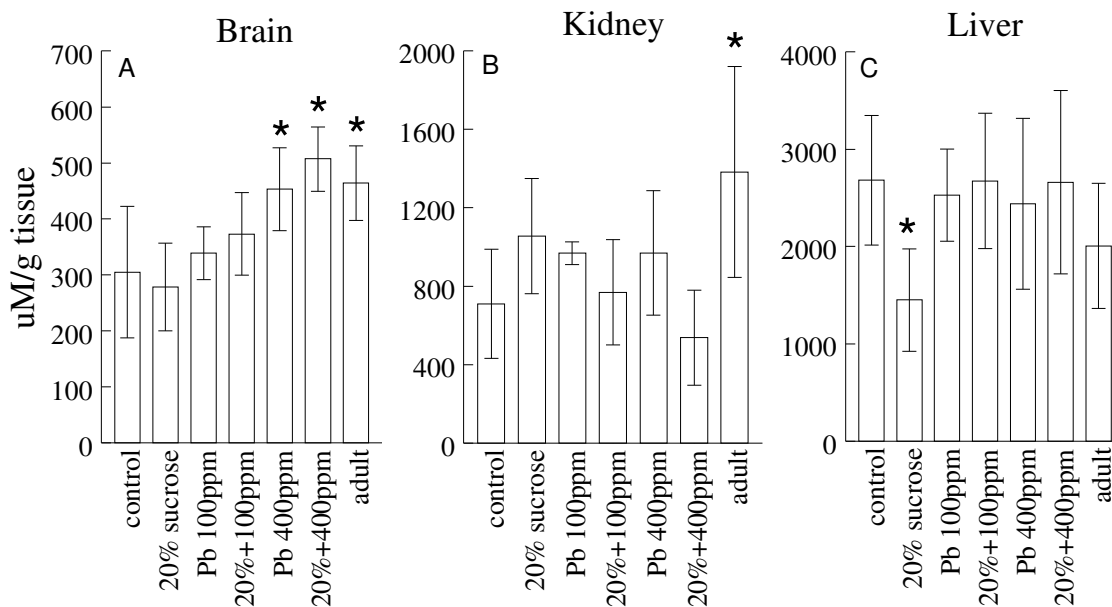 Brain
Kidney
Liver
A
B
C
uM/g tissue
700
600
500
400
300
200
100
0
*
*
*
control
20% sucrose
Pb 100ppm
20%+100ppm
Pb 400ppm
20%+400ppm
adult
2000
1600
1200
800
400
0
*
control
20% sucrose
Pb 100ppm
20%+100ppm
Pb 400ppm
20%+400ppm
adult
4000
3000
2000
1000
0
*
control
20% sucrose
Pb 100ppm
20%+100ppm
Pb 400ppm
20%+400ppm
adult